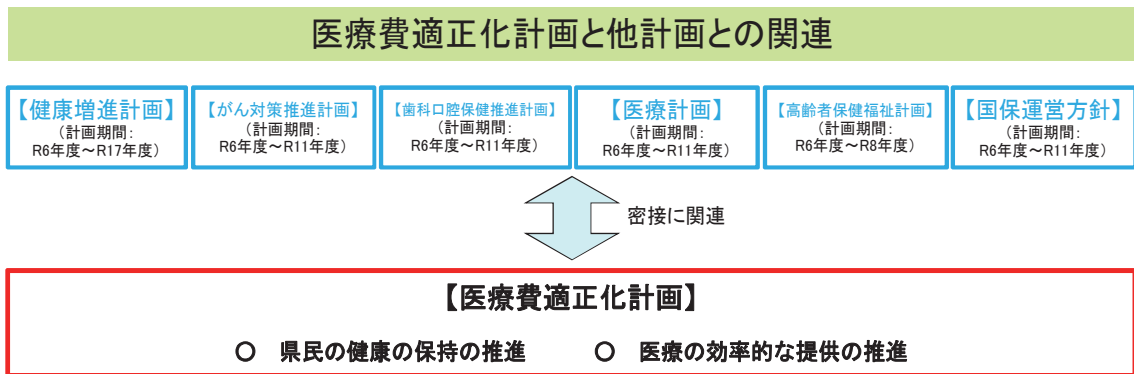 医療費適正化計画と他計画との関連
【健康増進計画】
(計画期間:
R6年度～R17年度)
【がん対策推進計画】
(計画期間:
R6年度～R11年度)
【歯科口腔保健推進計画】
(計画期間:
R6年度～R11年度)
【医療計画】
(計画期間:
R6年度～R11年度)
【高齢者保健福祉計画】
(計画期間:
R6年度～R8年度)
【国保運営方針】
(計画期間:
R6年度～R11年度)
密接に関連
【医療費適正化計画】
○ 県民の健康の保持の推進 ○ 医療の効率的な提供の推進